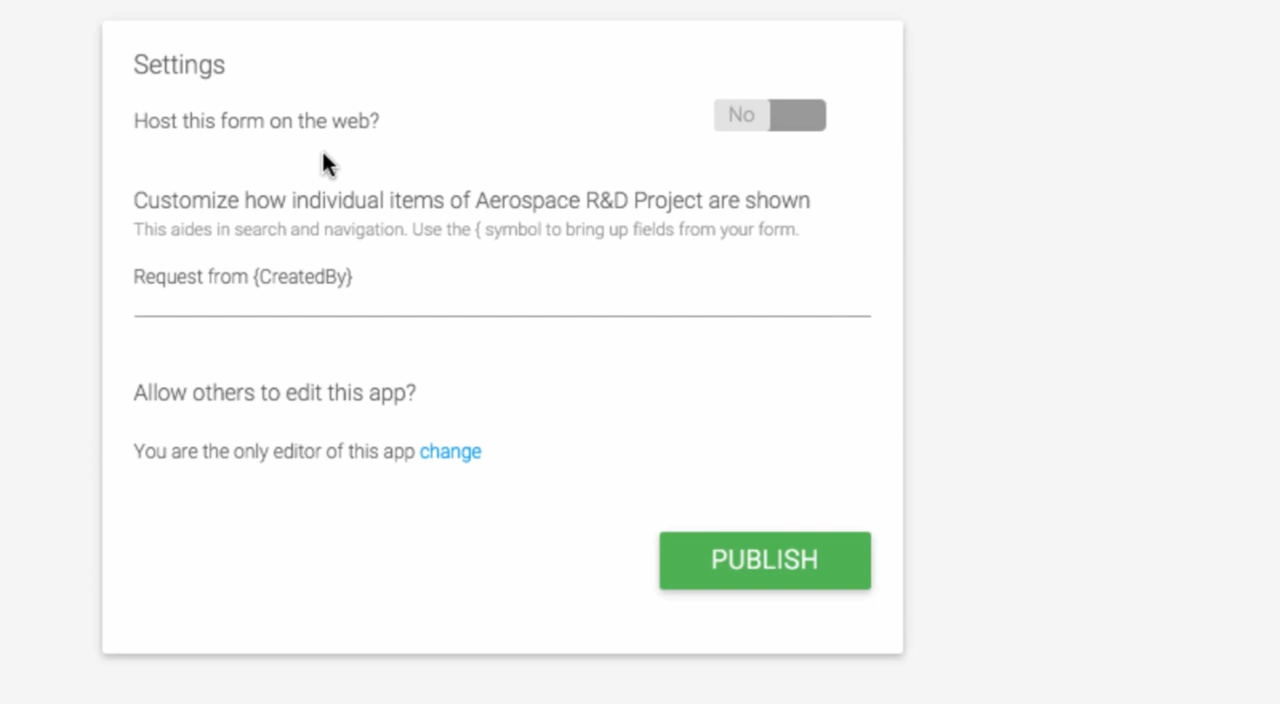 Settings
Host this form on the web?
No
Customize how individual items of Aerospace R&D Project are shown
This aides in search and navigation. Use the { symbol to bring up fields from your form.
Request from {CreatedBy}
Allow others to edit this app?
You are the only editor of this app change
PUBLISH